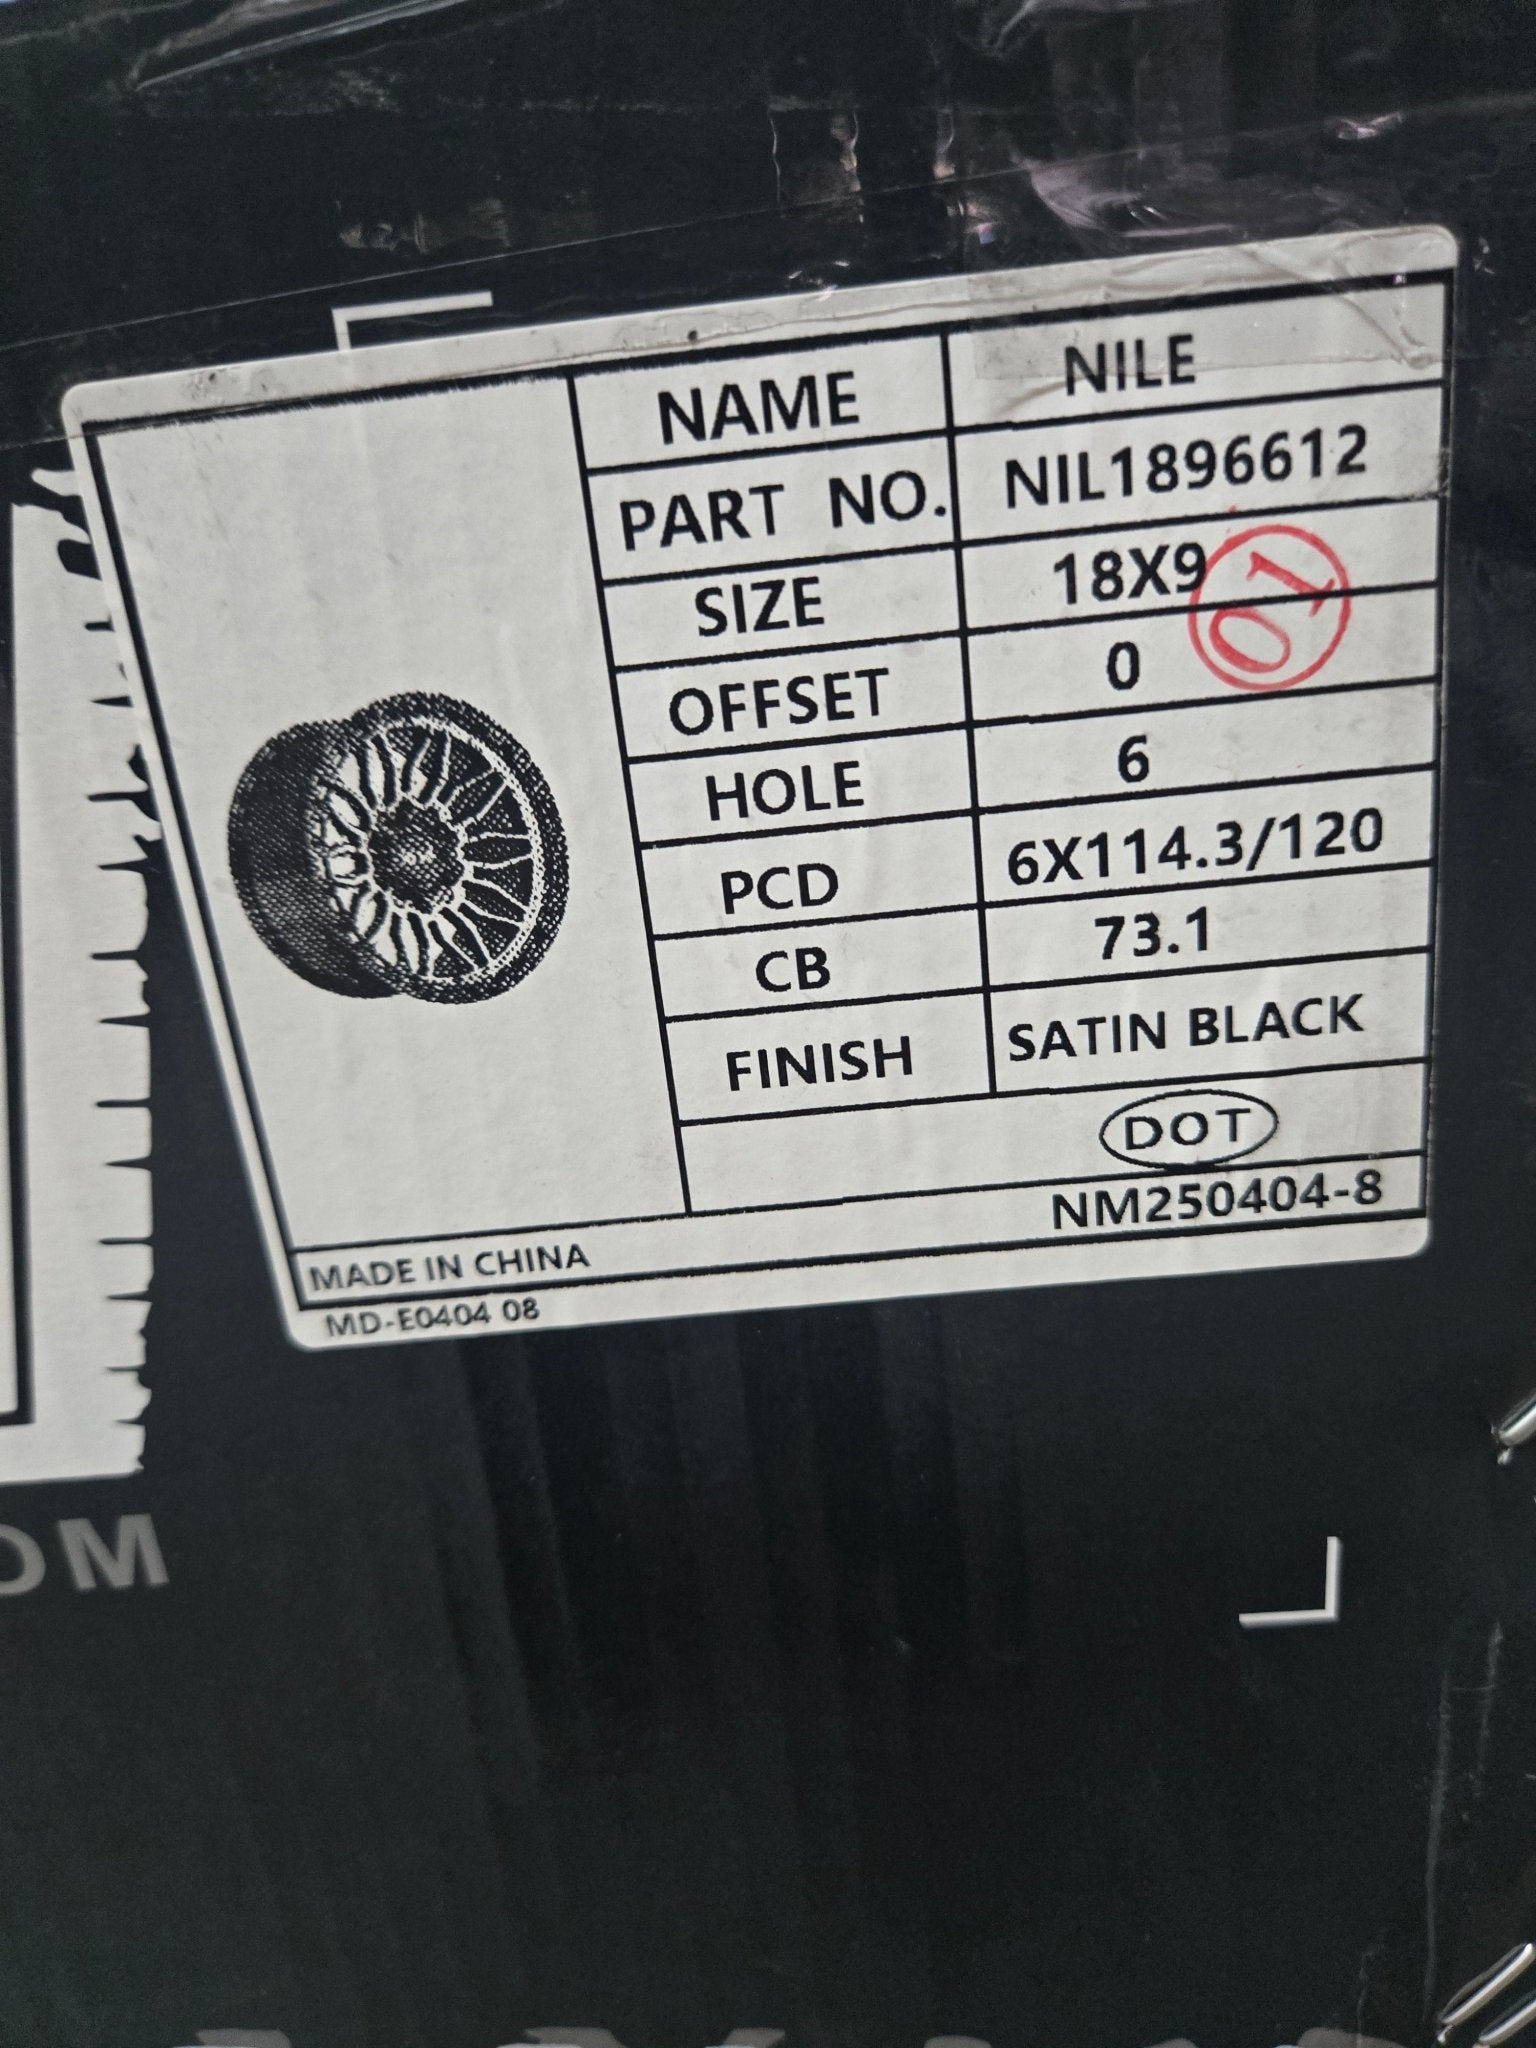 NAME NILE
PART NO. NIL1896612
SIZE 18X9
01
OFFSET 0
HOLE 6
PCD 6X114.3/120
CB 73.1
FINISH SATIN BLACK
DOT
NM250404-8
MADE IN CHINA
MD-E0404 08
OM